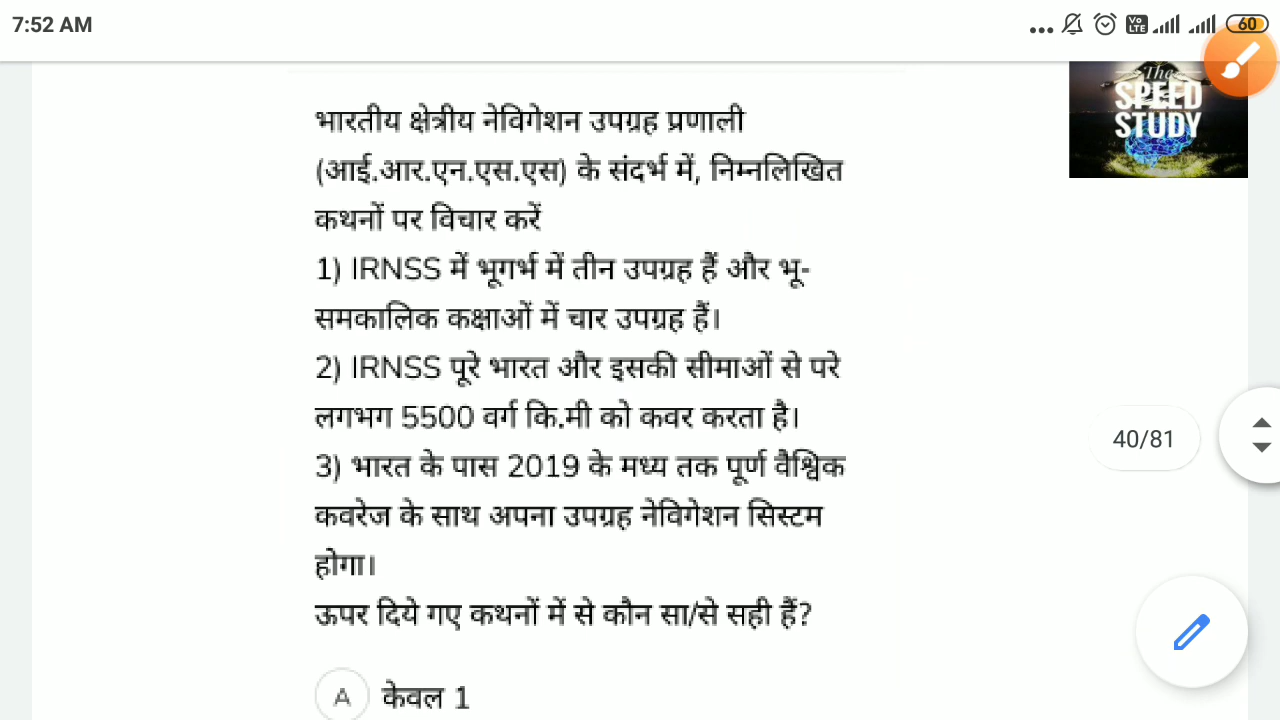 7:52 AM
Vo LTE
60
The
SPEED
STUDY
भारतीय क्षेत्रीय नेविगेशन उपग्रह प्रणाली
(आई.आर.एन.एस.एस) के संदर्भ में, निम्नलिखित
कथनों पर विचार करें
1) IRNSS में भूगर्भ में तीन उपग्रह हैं और भू-
समकालिक कक्षाओं में चार उपग्रह हैं।
2) IRNSS पूरे भारत और इसकी सीमाओं से परे
लगभग 5500 वर्ग कि.मी को कवर करता है।
3) भारत के पास 2019 के मध्य तक पूर्ण वैश्विक
कवरेज के साथ अपना उपग्रह नेविगेशन सिस्टम
होगा।
40/81
ऊपर दिये गए कथनों में से कौन सा/से सही हैं?
A केवल 1